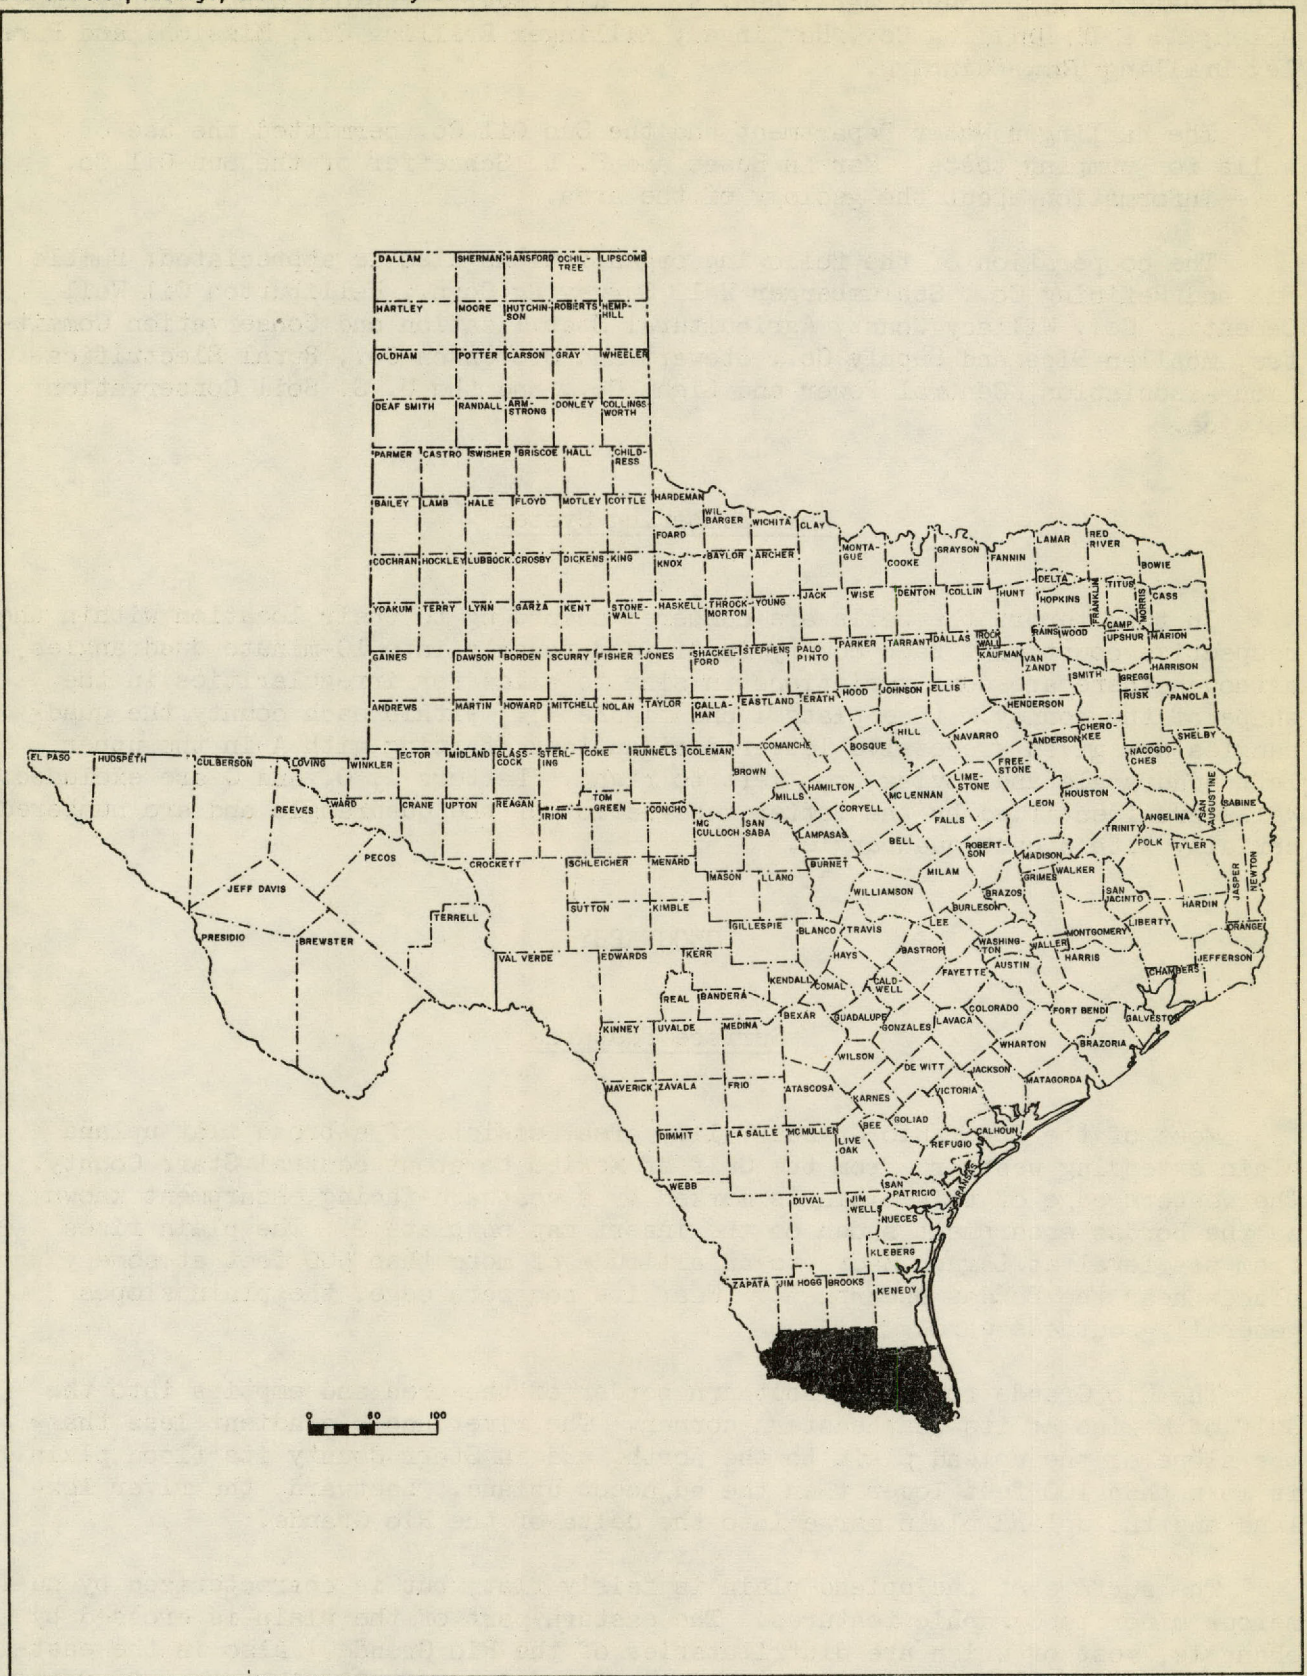 DALLAM
SHERMAN
HANSFORD
OCHIL-
TREE
LIPSCOMB
HARTLEY
MOORE
HUTCHIN
SON
ROBERTS
HEMP-
HILL
OLDHAM
POTTER
CARSON
GRAY
WHEELER
DEAF SMITH
RANDALL
ARM-
STRONG
DONLEY
COLLINGS-
WORTH
PARMER
CASTRO
SWISHER
BRISCOE
HALL
CHILD-
RESS
BAILEY
LAMB
HALE
FLOYD
MOTLEY
COTTLE
HARDEMAN
WIL-
BARGER
WICHITA
CLAY
FOARD
MONTA-
GUE
COOKE
GRAYSON
FANNIN
LAMAR
RED
RIVER
BOWIE
COCHRAN
HOCKLEY
LUBBOCK
CROSBY
DICKENS
KING
KNOX
BAYLOR
ARCHER
DELTA
TITUS
FRANKLIN
MORRIS
CASS
YOAKUM
TERRY
LYNN
GARZA
KENT
STONE-
WALL
HASKELL
THROCK-
MORTON
YOUNG
JACK
WISE
DENTON
COLLIN
HUNT
HOPKINS
CAMP
RAINS
WOOD
UPSHUR
MARION
GAINES
DAWSON
BORDEN
SCURRY
FISHER
JONES
SHACKEL-
FORD
STEPHENS
PALO
PINTO
PARKER
TARRANT
DALLAS
ROCK
WALL
KAUFMAN
VAN
ZANDT
SMITH
GREGG
HARRISON
ANDREWS
MARTIN
HOWARD
MITCHELL
NOLAN
TAYLOR
CALLA-
HAN
EASTLAND
ERATH
HOOD
JOHNSON
ELLIS
HENDERSON
RUSK
PANOLA
EL PASO
HUDSPETH
CULBERSON
LOVING
WINKLER
ECTOR
MIDLAND
GLASS-
COCK
STERL-
ING
COKE
RUNNELS
COLEMAN
BROWN
COMANCHE
BOSQUE
HILL
NAVARRO
ANDERSON
CHERO-
KEE
NACOGDO-
CHES
SHELBY
REEVES
WARD
CRANE
UPTON
REAGAN
IRION
TOM
GREEN
CONCHO
MC
CULLOCH
SAN
SABA
MILLS
HAMILTON
CORYELL
MC LENNAN
LIME-
STONE
FREE-
STONE
LEON
HOUSTON
ANGELINA
SAN
AUGUSTINE
SABINE
LAMPASAS
BELL
FALLS
ROBERT-
SON
TRINITY
POLK
TYLER
JASPER
NEWTON
PECOS
JEFF DAVIS
CROCKETT
SCHLEICHER
MENARD
MASON
LLANO
BURNET
WILLIAMSON
MILAM
MADISON
GRIMES
WALKER
BRAZOS
BURLESON
SAN
JACINTO
HARDIN
ORANGE
PRESIDIO
BREWSTER
TERRELL
SUTTON
KIMBLE
GILLESPIE
BLANCO
TRAVIS
LEE
WASHING-
TON
WALLER
MONTGOMERY
LIBERTY
JEFFERSON
VAL VERDE
EDWARDS
KERR
HAYS
BASTROP
FAYETTE
AUSTIN
HARRIS
CHAMBERS
REAL
BANDERA
KENDALL
COMAL
CALD-
WELL
COLORADO
FORT BEND
GALVESTON
KINNEY
UVALDE
MEDINA
BEXAR
GUADALUPE
GONZALES
LAVACA
WHARTON
BRAZORIA
WILSON
DE WITT
JACKSON
MATAGORDA
MAVERICK
ZAVALA
FRIO
ATASCOSA
KARNES
VICTORIA
DIMMIT
LA SALLE
MC MULLEN
LIVE
OAK
BEE
GOLIAD
CALHOUN
REFUGIO
WEBB
DUVAL
JIM
WELLS
SAN
PATRICIO
ARANSAS
NUECES
KLEBERG
ZAPATA
JIM HOGG
BROOKS
KENEDY
0 100